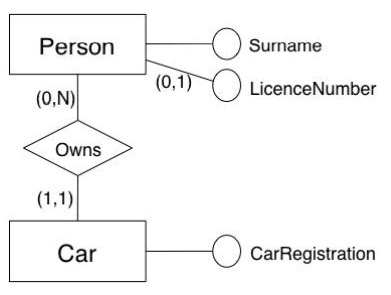 Person
Surname
(0,1)
LicenceNumber
(0,N)
Owns
(1,1)
Car
CarRegistration